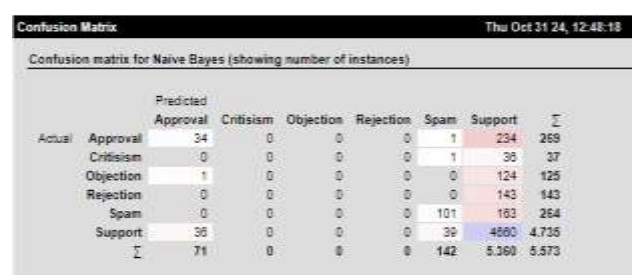 Confusion Matrix Thu Oct 31 24, 12:48:18
Confusion matrix for Naive Bayes (showing number of instances)
Predicted
Approval Critisism Objection Rejection Spam Support Σ
Actual Approval 34 0 0 0 1 234 269
Critisism 0 0 0 0 1 36 37
Objection 1 0 0 0 0 124 125
Rejection 0 0 0 0 0 143 143
Spam 0 0 0 0 101 163 264
Support 36 0 0 0 39 4660 4.735
Σ 71 0 0 0 142 5.360 5.573